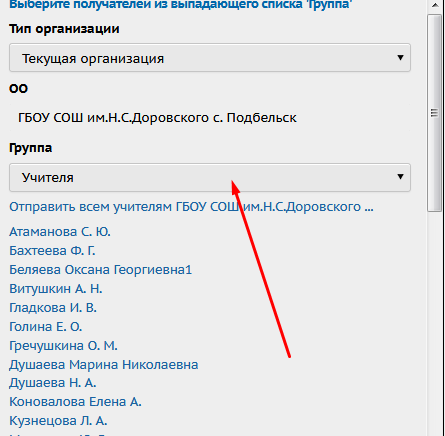 Выберите получателей из выпадающего списка 'Группа'
Тип организации
Текущая организация
ОО
ГБОУ СОШ им.Н.С.Доровского с. Подбельск
Группа
Учителя
Отправить всем учителям ГБОУ СОШ им.Н.С.Доровского ...
Атаманова С. Ю.
Бахтеева Ф. Г.
Беляева Оксана Георгиевна1
Витушкин А. Н.
Гладкова И. В.
Голина Е. О.
Гречушкина О. М.
Душаева Марина Николаевна
Душаева Н. А.
Коновалова Елена А.
Кузнецова Л. А.